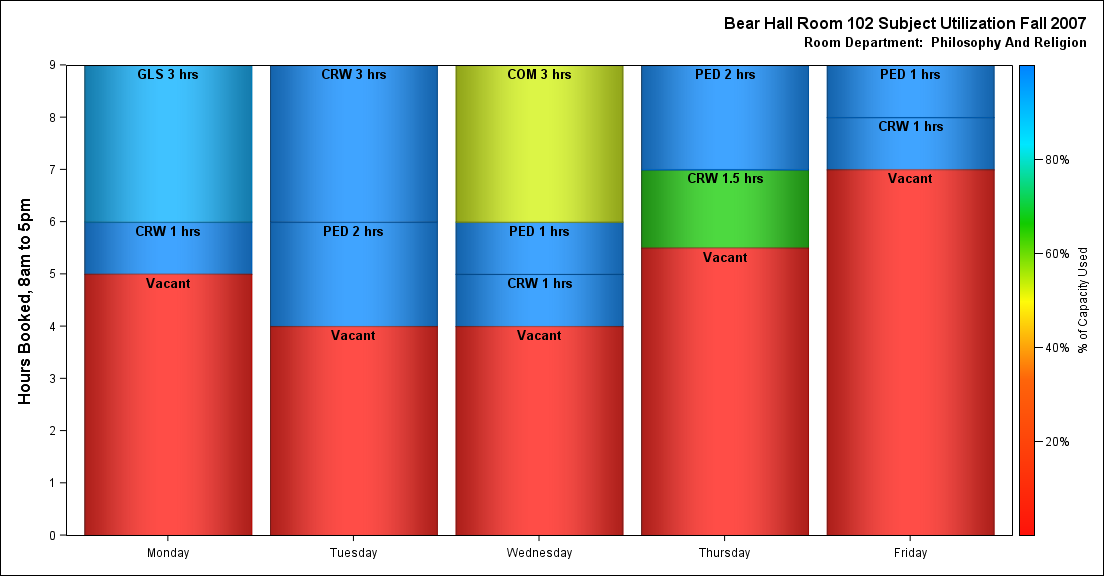 Bear Hall Room 102 Subject Utilization Fall 2007
Room Department:  Philosophy And Religion
Hours Booked, 8am to 5pm
9
8
7
6
5
4
3
2
1
0
GLS 3 hrs
CRW 1 hrs
Vacant
CRW 3 hrs
PED 2 hrs
Vacant
COM 3 hrs
PED 1 hrs
CRW 1 hrs
Vacant
PED 2 hrs
CRW 1.5 hrs
Vacant
PED 1 hrs
CRW 1 hrs
Vacant
Monday
Tuesday
Wednesday
Thursday
Friday
80%
60%
40%
20%
% of Capacity Used